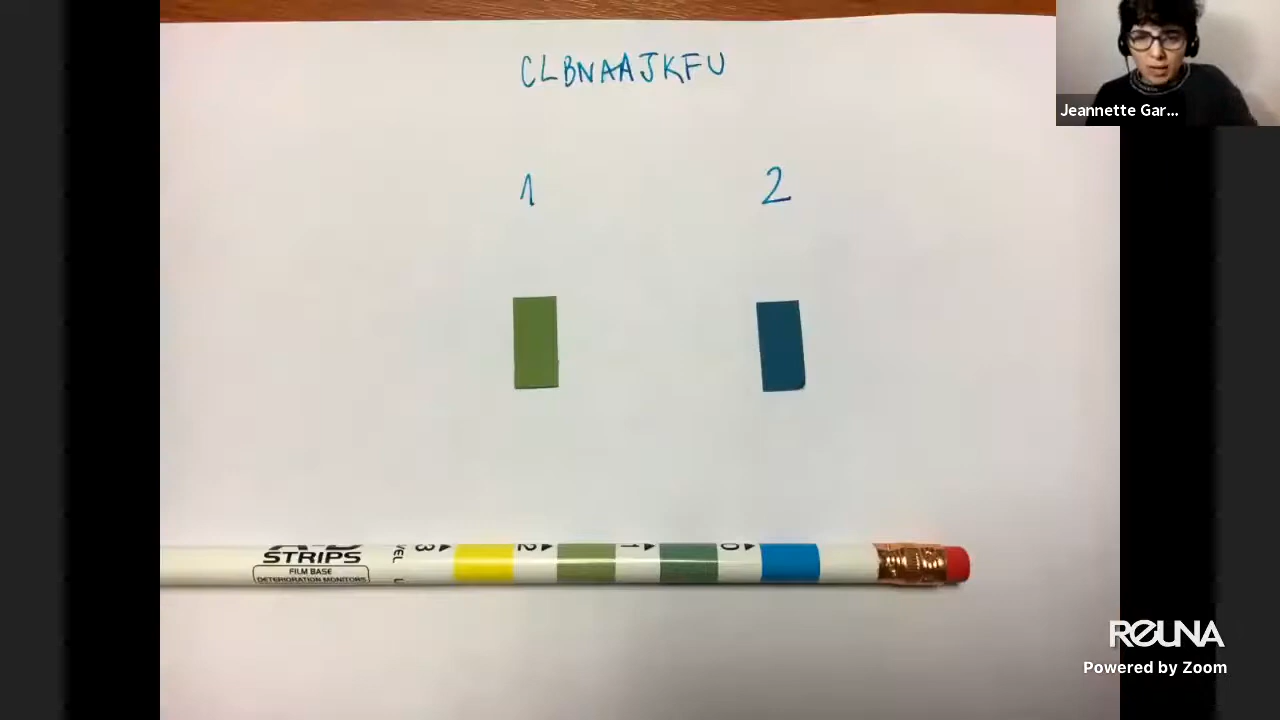 CLBNAAJKFU
Jeannette Gar...
1 2
STRIPS
FILM BASE
DETERIORATION MONITORS
3 2 1 0
REUNA
Powered by Zoom